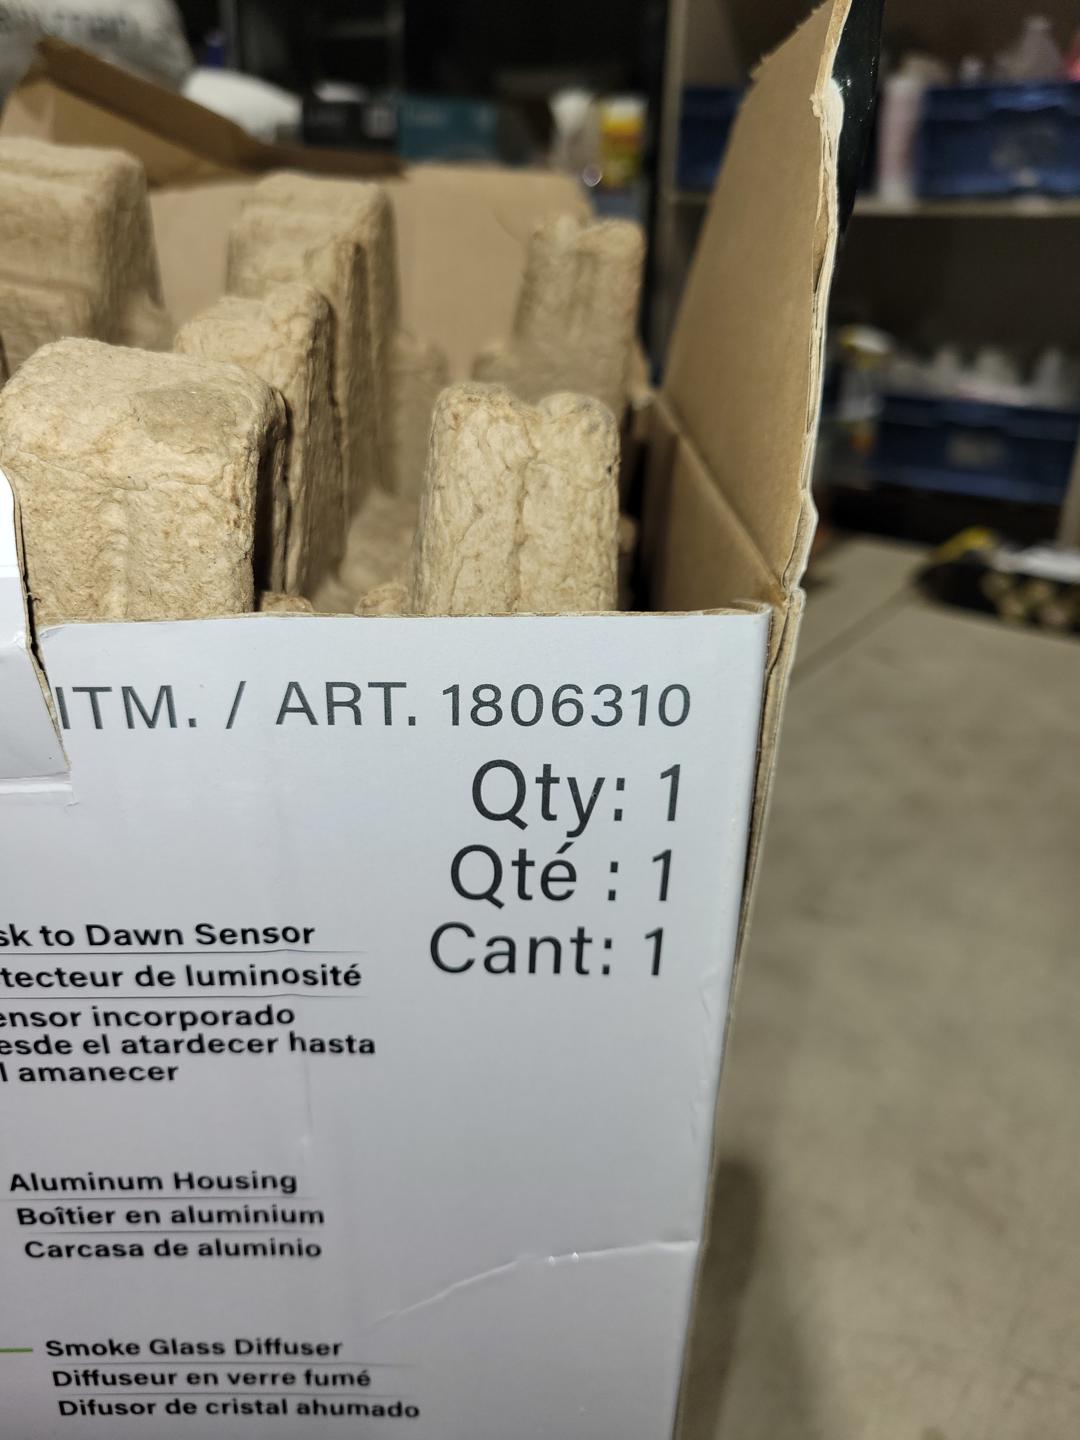 ITM. / ART. 1806310
Qty: 1
Qté : 1
Cant: 1
sk to Dawn Sensor
tecteur de luminosité
ensor incorporado
esde el atardecer hasta
l amanecer
Aluminum Housing
Boîtier en aluminium
Carcasa de aluminio
Smoke Glass Diffuser
Diffuseur en verre fumé
Difusor de cristal ahumado